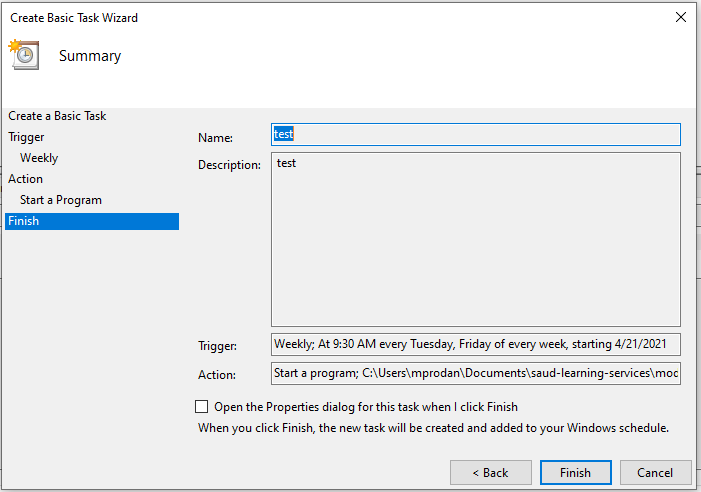 Create Basic Task Wizard
Summary
Create a Basic Task
Trigger
Weekly
Action
Start a Program
Finish
Name:
test
Description:
test
Trigger:
Weekly; At 9:30 AM every Tuesday, Friday of every week, starting 4/21/2021
Action:
Start a program; C:\Users\mprodan\Documents\saud-learning-services\moc
Open the Properties dialog for this task when I click Finish
When you click Finish, the new task will be created and added to your Windows schedule.
< Back
Finish
Cancel